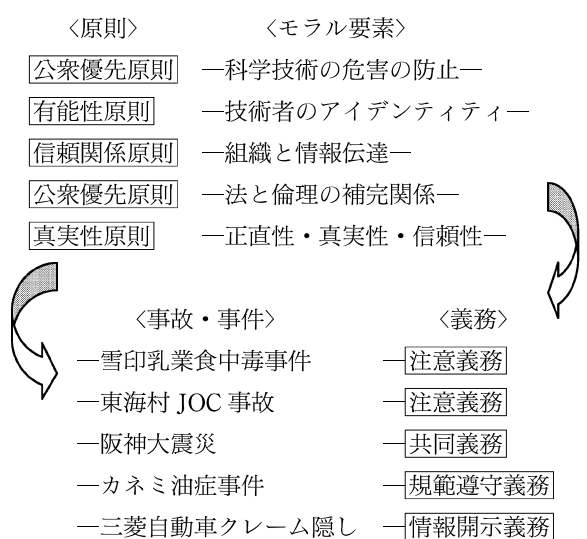 〈原則〉 〈モラル要素〉
公衆優先原則 ―科学技術の危害の防止―
有能性原則 ―技術者のアイデンティティ―
信頼関係原則 ―組織と情報伝達―
公衆優先原則 ―法と倫理の補完関係―
真実性原則 ―正直性・真実性・信頼性―
〈事故・事件〉 〈義務〉
―雪印乳業食中毒事件 ―注意義務
―東海村 JOC 事故 ―注意義務
―阪神大震災 ―共同義務
―カネミ油症事件 ―規範遵守義務
―三菱自動車クレーム隠し ―情報開示義務